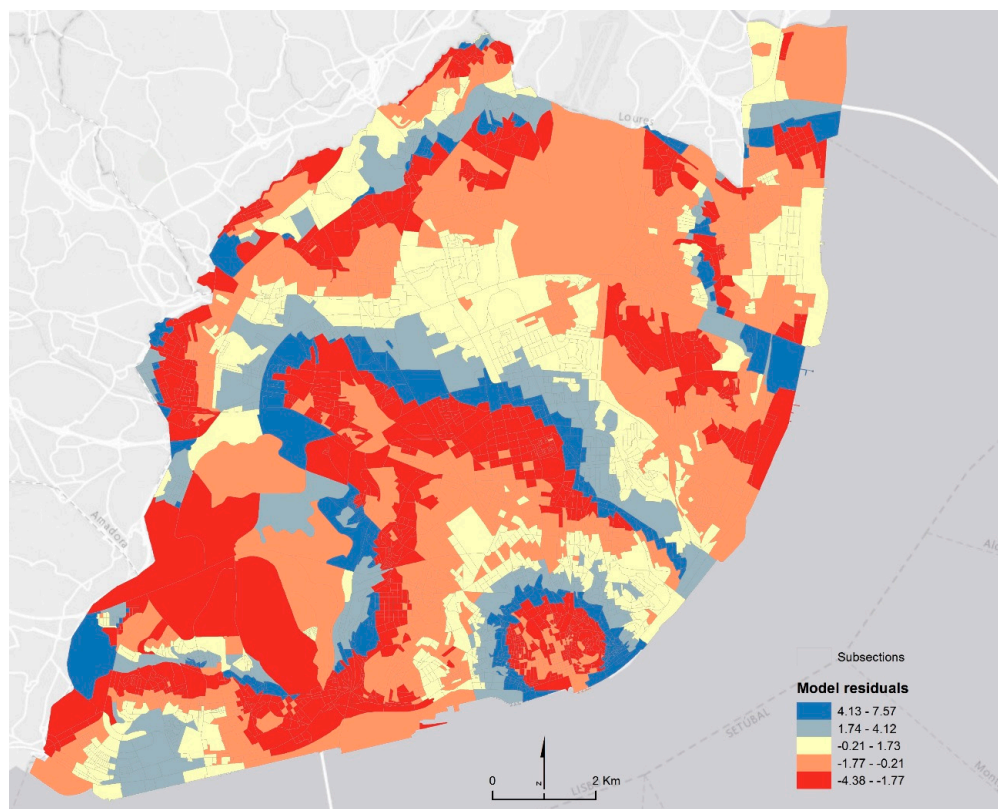 Loures
Amadora
Subsections
Model residuals
4.13 - 7.57
1.74 - 4.12
-0.21 - 1.73
-1.77 - -0.21
-4.38 - -1.77
SETÚBAL
N
0 2 Km